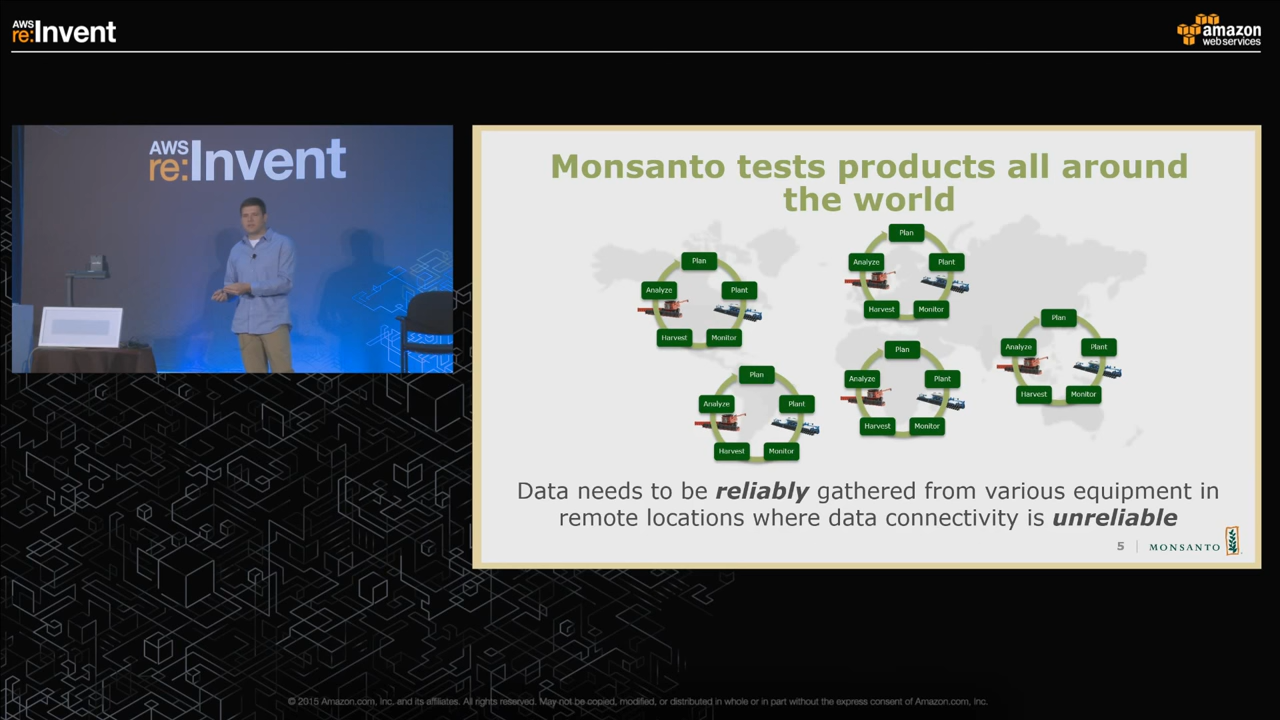 AWS
re:Invent
amazon
web services
AWS
re:Invent
Monsanto tests products all around
the world
Plan
Analyze
Plant
Harvest
Monitor
Plan
Analyze
Plant
Harvest
Monitor
Plan
Analyze
Plant
Harvest
Monitor
Plan
Analyze
Plant
Harvest
Monitor
Plan
Analyze
Plant
Harvest
Monitor
Data needs to be reliably gathered from various equipment in
remote locations where data connectivity is unreliable
5
MONSANTO
© 2015 Amazon.com, Inc. and its affiliates. All rights reserved. May not be copied, modified, or distributed in whole or in part without the express consent of Amazon.com, Inc.